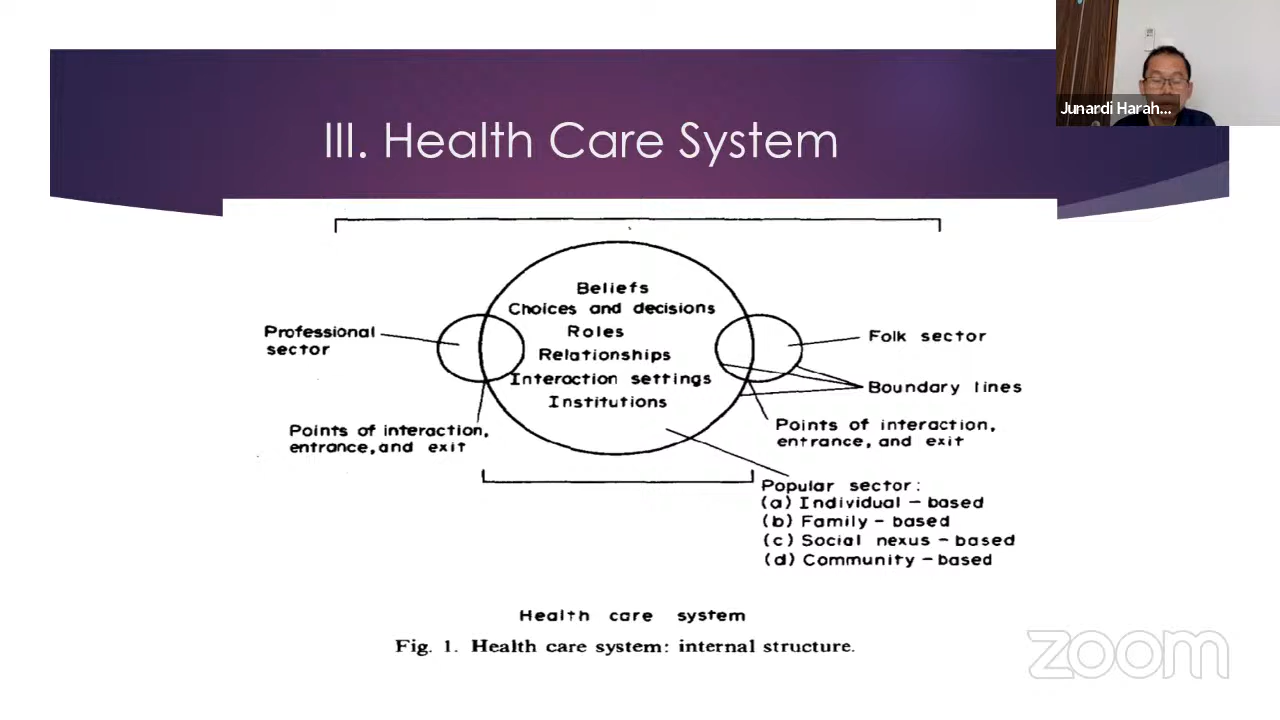 III. Health Care System
Junardi Harah...
Beliefs
Choices and decisions
Roles
Relationships
Interaction settings
Institutions
Professional
sector
Folk sector
Boundary lines
Points of interaction,
entrance, and exit
Points of interaction,
entrance, and exit
Popular sector:
(a) Individual - based
(b) Family - based
(c) Social nexus - based
(d) Community - based
Health care system
Fig. 1. Health care system: internal structure.
zoom